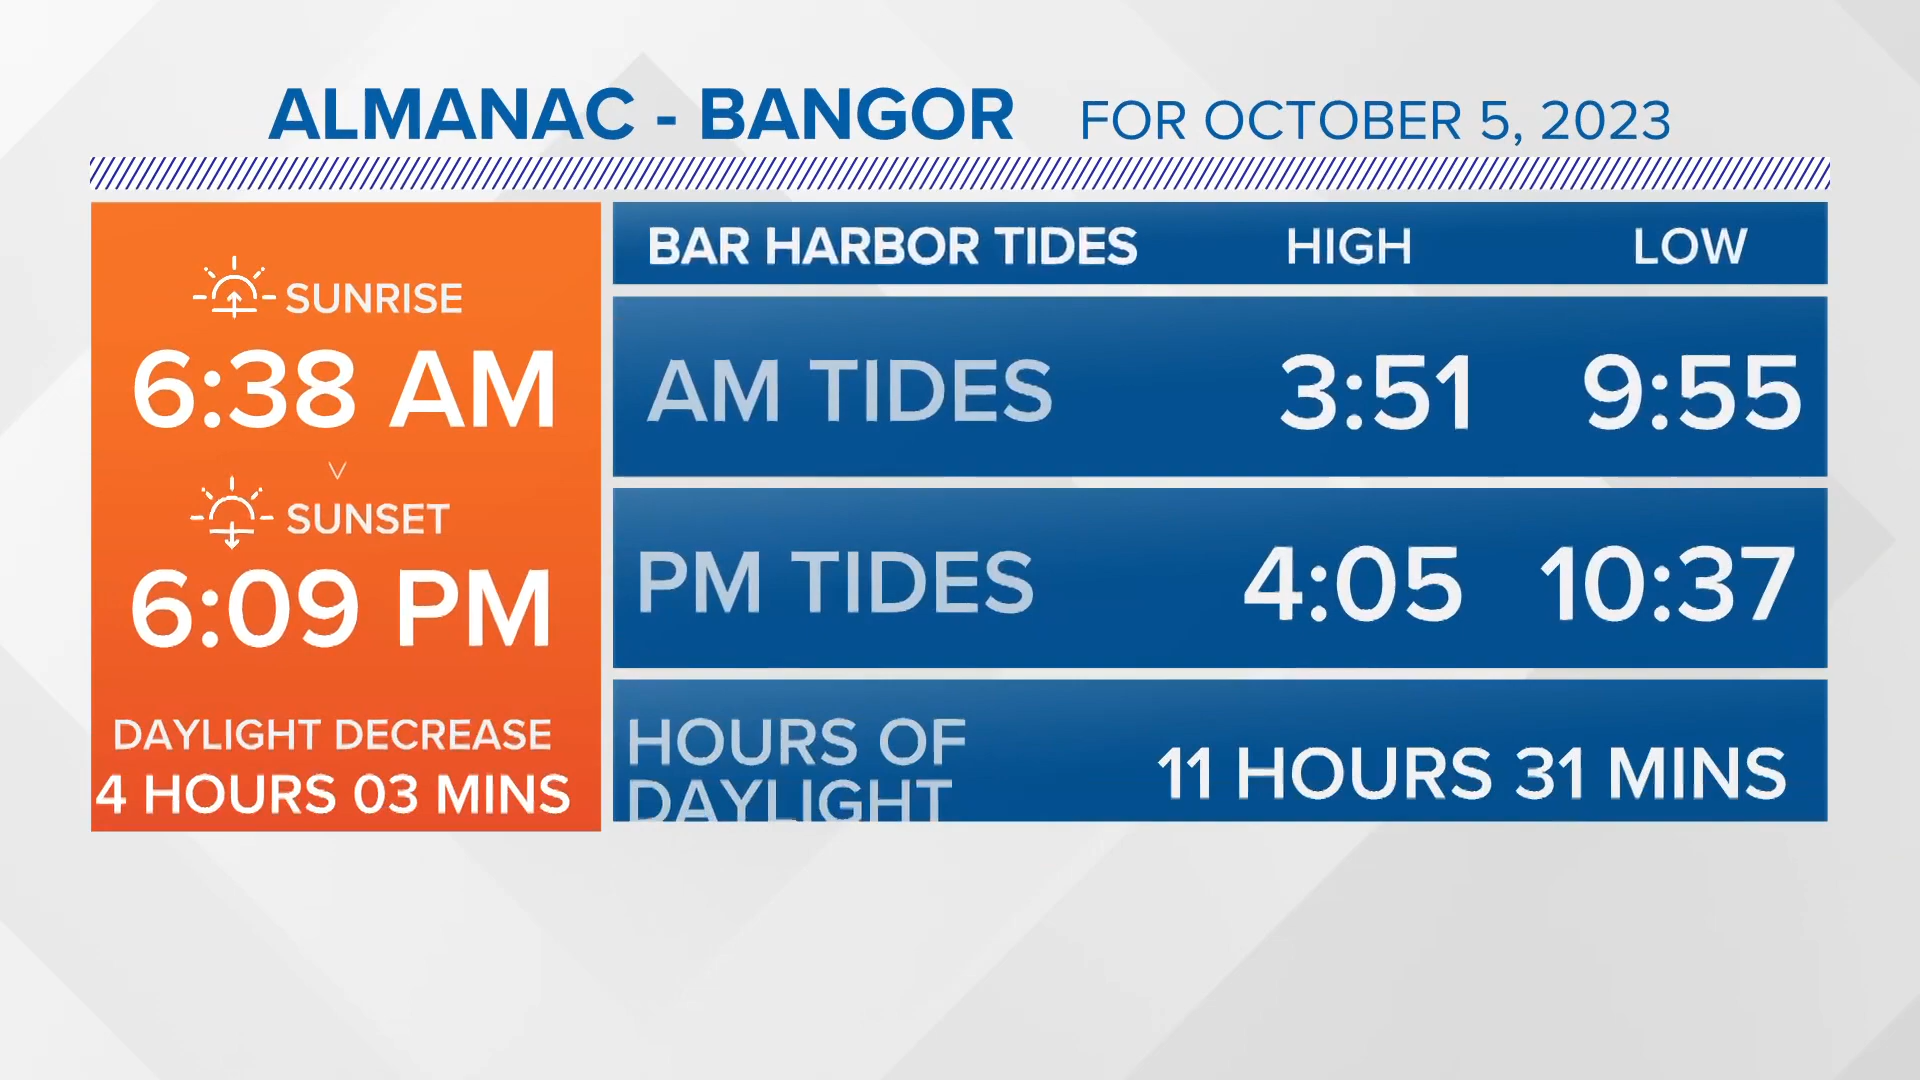 ALMANAC - BANGOR FOR OCTOBER 5, 2023
SUNRISE
6:38 AM
SUNSET
6:09 PM
DAYLIGHT DECREASE
4 HOURS 03 MINS
BAR HARBOR TIDES HIGH LOW
AM TIDES 3:51 9:55
PM TIDES 4:05 10:37
HOURS OF
DAYLIGHT
11 HOURS 31 MINS